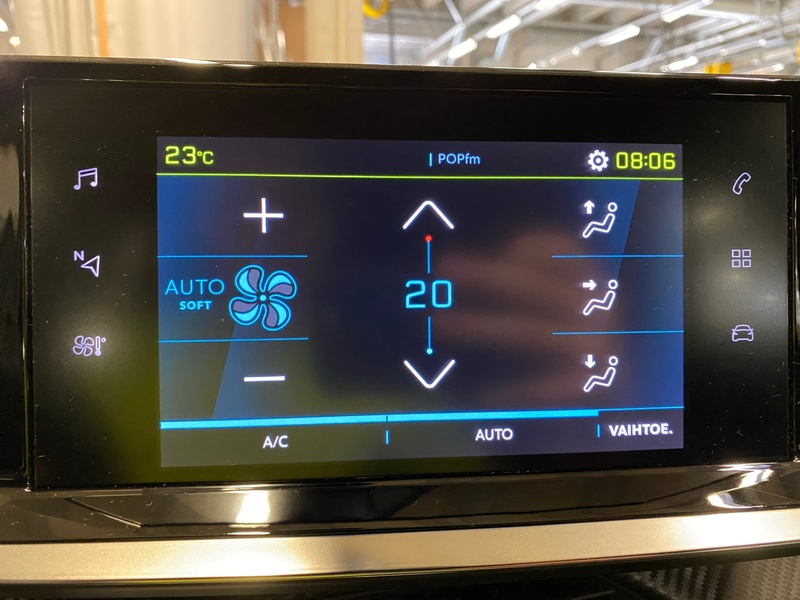 23°C
POPfm
08:06
N
AUTO
SOFT
20
A/C
AUTO
VAIHTOE.